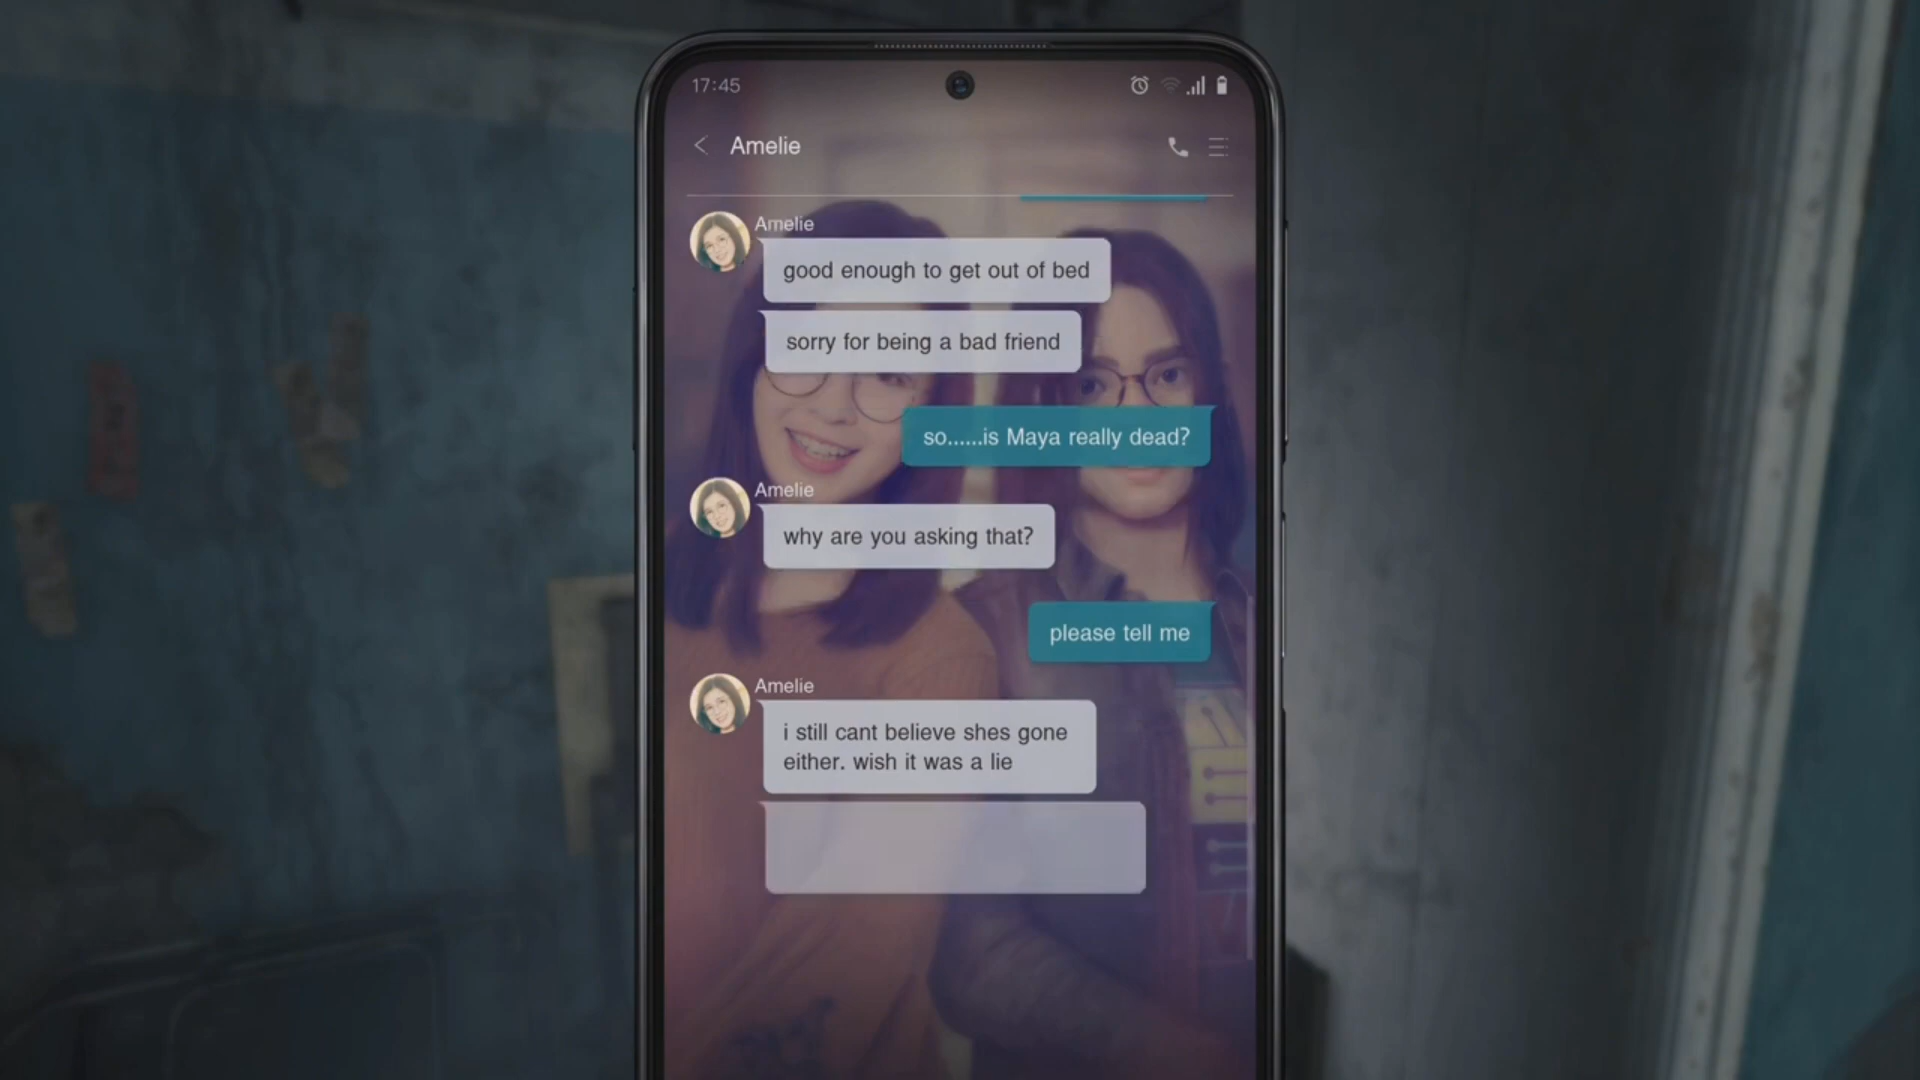 17:45
Amelie
Amelie
good enough to get out of bed
sorry for being a bad friend
so......is Maya really dead?
Amelie
why are you asking that?
please tell me
Amelie
i still cant believe shes gone
either. wish it was a lie